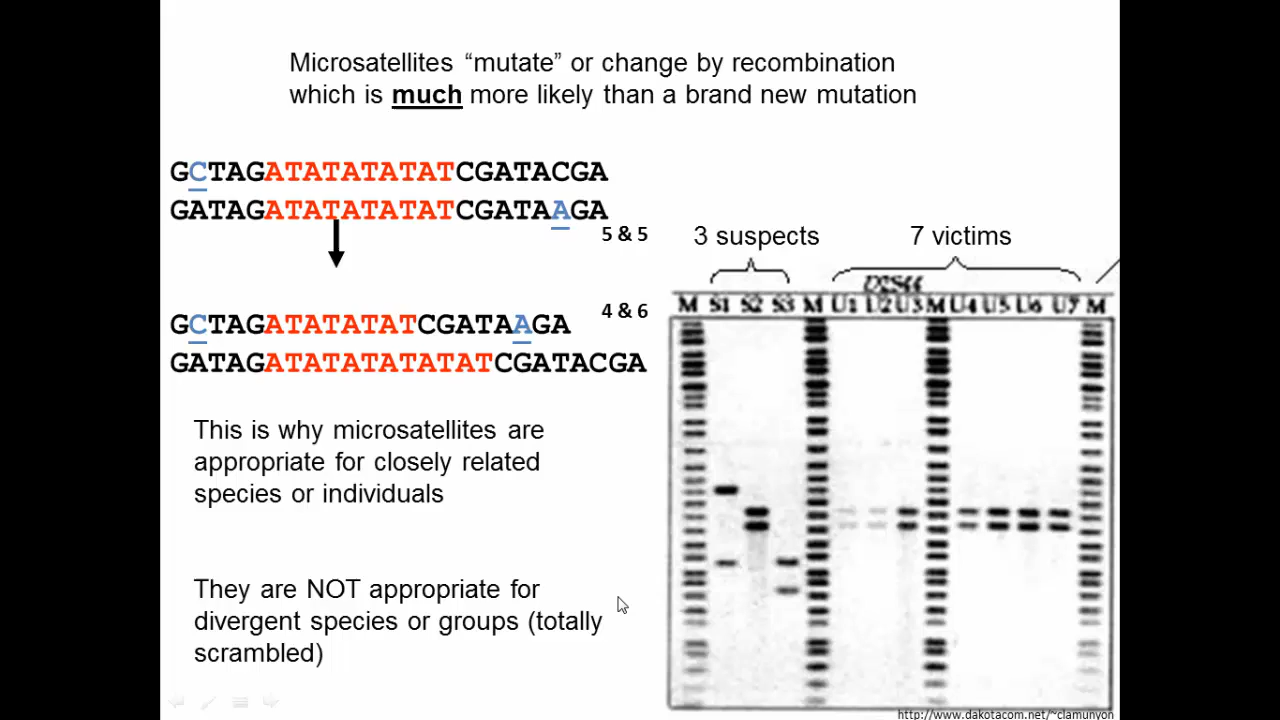 Microsatellites “mutate” or change by recombination
which is much more likely than a brand new mutation
GCTAGATATATATATCGATACGA
GATAGATATATATATCGATAAGA
5 & 5
4 & 6
GCTAGATATATATCGATAAGA
GATAGATATATATATATCGATACGA
This is why microsatellites are
appropriate for closely related
species or individuals
They are NOT appropriate for
divergent species or groups (totally
scrambled)
3 suspects 7 victims
D2S44
M S1 S2 S3 M U1 U2 U3 M U4 U5 U6 U7 M
http://www.dakotacom.net/~clamunyon